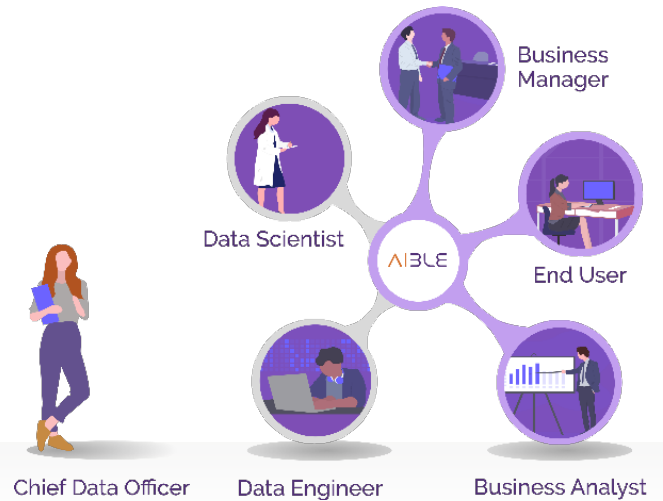 Business
Manager
Data Scientist
AIBLE
End User
Chief Data Officer
Data Engineer
Business Analyst